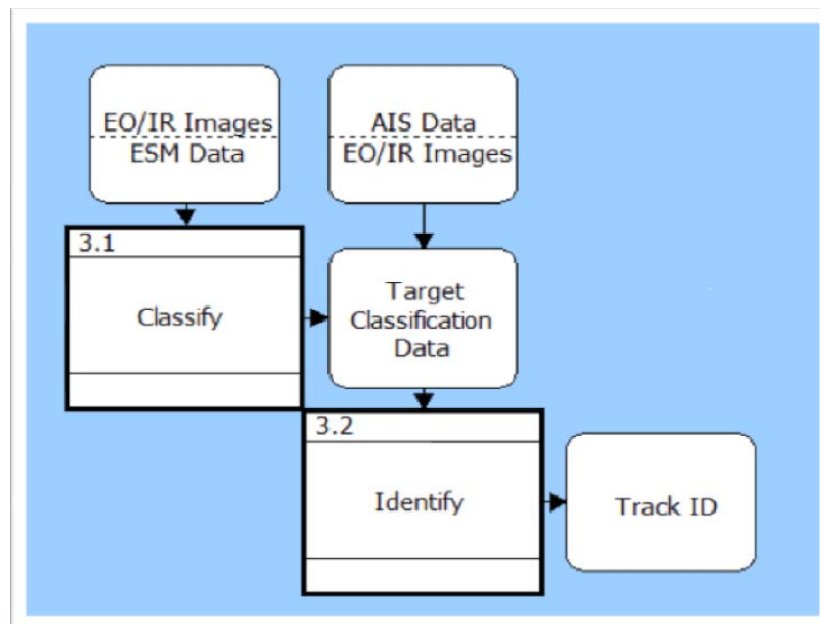 EO/IR Images
ESM Data
AIS Data
EO/IR Images
3.1
Classify
Target
Classification
Data
3.2
Identify
Track ID